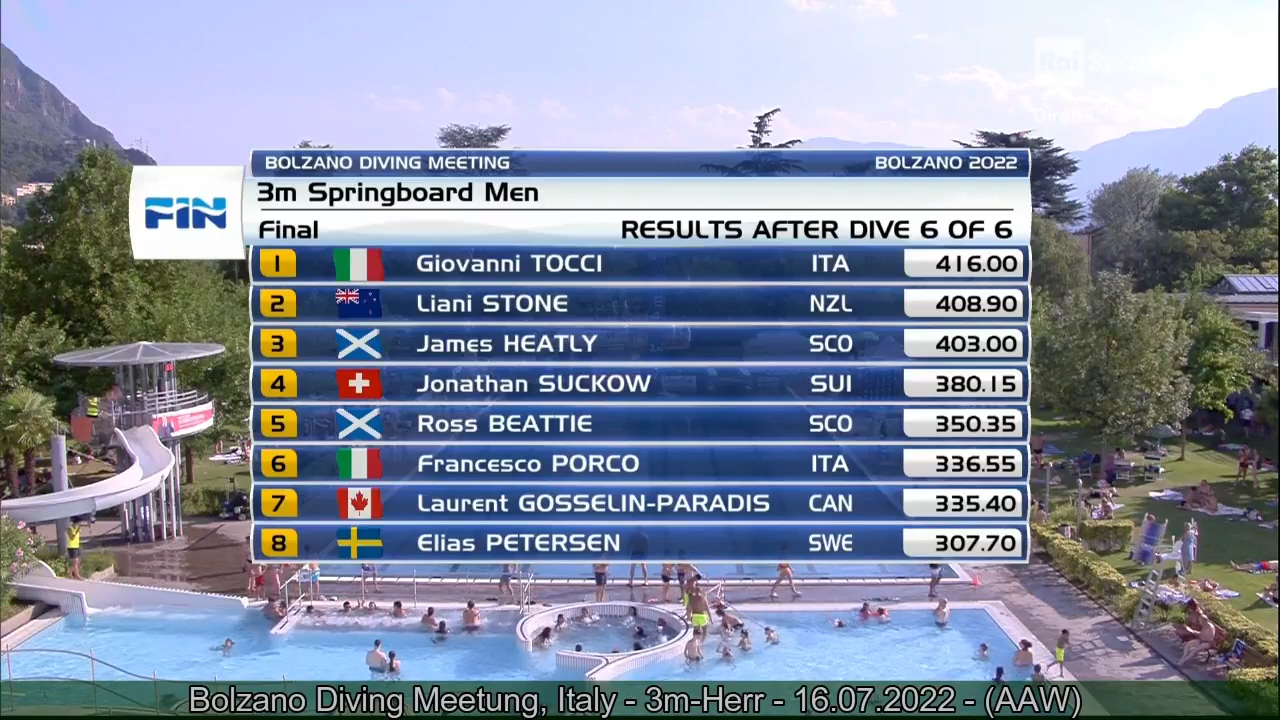 Rai Sport
Diretta
BOLZANO DIVING MEETING BOLZANO 2022
FIN
3m Springboard Men
Final RESULTS AFTER DIVE 6 OF 6
1 Giovanni TOCCI ITA 416.00
2 Liani STONE NZL 408.90
3 James HEATLY SCO 403.00
4 Jonathan SUCKOW SUI 380.15
5 Ross BEATTIE SCO 350.35
6 Francesco PORCO ITA 336.55
7 Laurent GOSSELIN-PARADIS CAN 335.40
8 Elias PETERSEN SWE 307.70
Bolzano Diving Meetung, Italy - 3m-Herr - 16.07.2022 - (AAW)